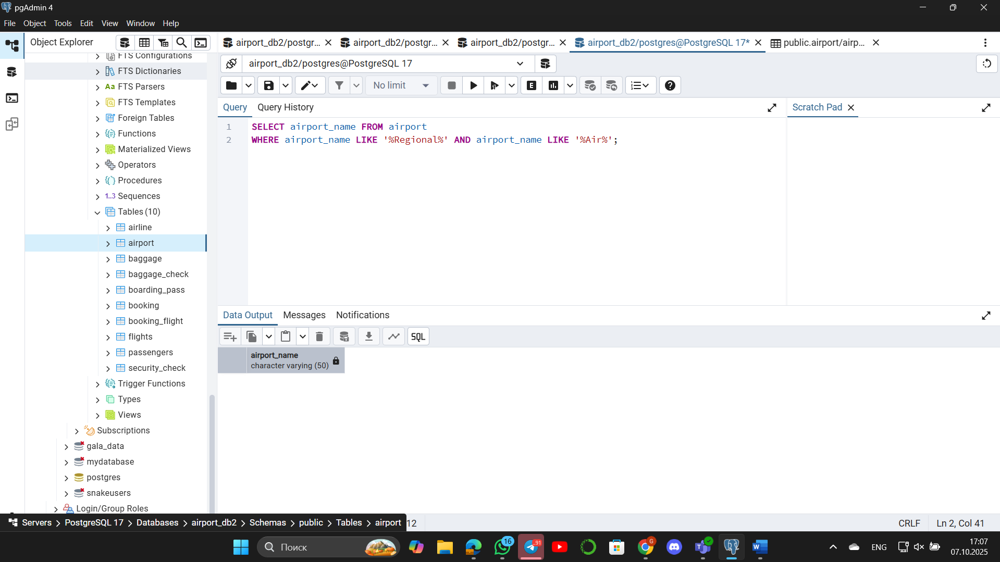 pgAdmin 4
File Object Tools Edit View Window Help
Object Explorer
airport_db2/postgr...
airport_db2/postgr...
airport_db2/postgr...
airport_db2/postgres@PostgreSQL 17*
public.airport/airp...
FTS Configurations
FTS Dictionaries
Aa FTS Parsers
FTS Templates
Foreign Tables
Functions
Materialized Views
Operators
Procedures
1..3 Sequences
Tables (10)
airline
airport
baggage
baggage_check
boarding_pass
booking
booking_flight
flights
passengers
security_check
Trigger Functions
Types
Views
Subscriptions
gala_data
mydatabase
postgres
snakeusers
Login/Group Roles
airport_db2/postgres@PostgreSQL 17
No limit
E
Query Query History
Scratch Pad
1 SELECT airport_name FROM airport
2 WHERE airport_name LIKE '%Regional%' AND airport_name LIKE '%Air%';
Data Output Messages Notifications
SQL
airport_name
character varying (50)
Servers > PostgreSQL 17 > Databases > airport_db2 > Schemas > public > Tables > airport
12
CRLF Ln 2, Col 41
Поиск
16
91
G
ENG
17:07
07.10.2025